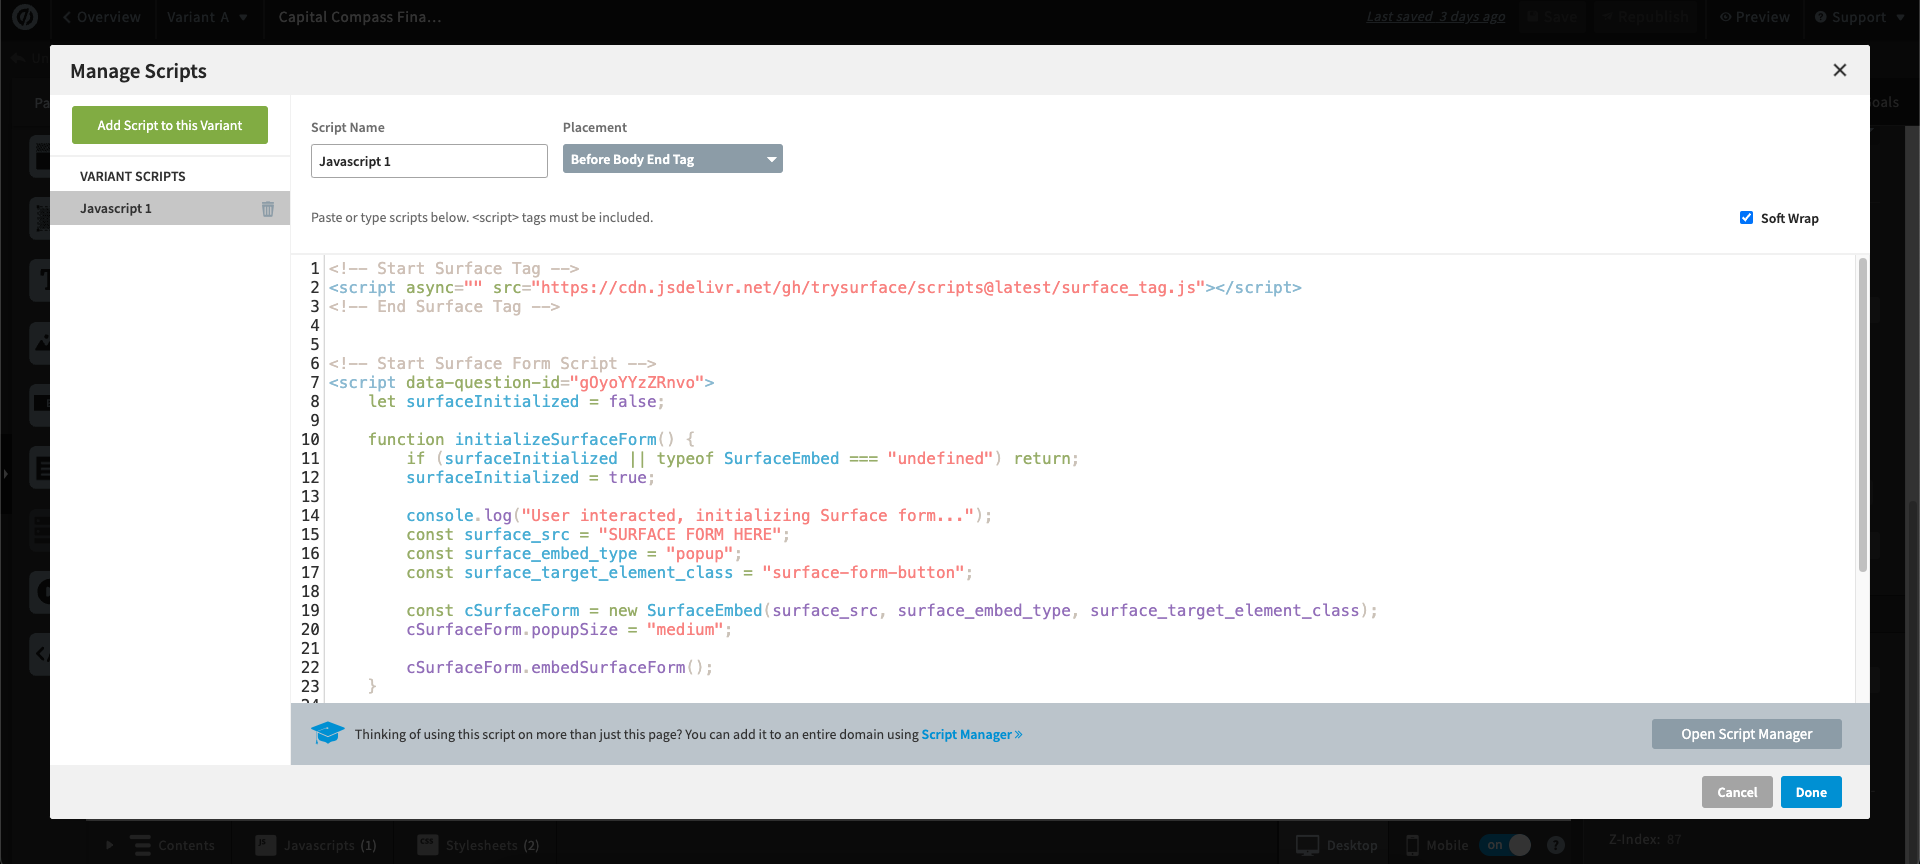 Overview
Variant A
Capital Compass Fina...
Last saved 3 days ago
Save
Republish
Preview
Support
Manage Scripts
Add Script to this Variant
VARIANT SCRIPTS
Javascript 1
Script Name
Placement
Javascript 1
Before Body End Tag
Paste or type scripts below. <script> tags must be included.
Soft Wrap
1 <!-- Start Surface Tag -->
2 <script async="" src="https://cdn.jsdelivr.net/gh/trysurface/scripts@latest/surface_tag.js"></script>
3 <!-- End Surface Tag -->
4
5
6 <!-- Start Surface Form Script -->
7 <script data-question-id="gOyoYYzZRnvo">
8 let surfaceInitialized = false;
9
10 function initializeSurfaceForm() {
11 if (surfaceInitialized || typeof SurfaceEmbed === "undefined") return;
12 surfaceInitialized = true;
13
14 console.log("User interacted, initializing Surface form...");
15 const surface_src = "SURFACE FORM HERE";
16 const surface_embed_type = "popup";
17 const surface_target_element_class = "surface-form-button";
18
19 const cSurfaceForm = new SurfaceEmbed(surface_src, surface_embed_type, surface_target_element_class);
20 cSurfaceForm.popupSize = "medium";
21
22 cSurfaceForm.embedSurfaceForm();
23 }
Thinking of using this script on more than just this page? You can add it to an entire domain using Script Manager »
Open Script Manager
Cancel
Done
Contents
Javascripts (1)
Stylesheets (2)
Desktop
Mobile
on
Z-Index: 87